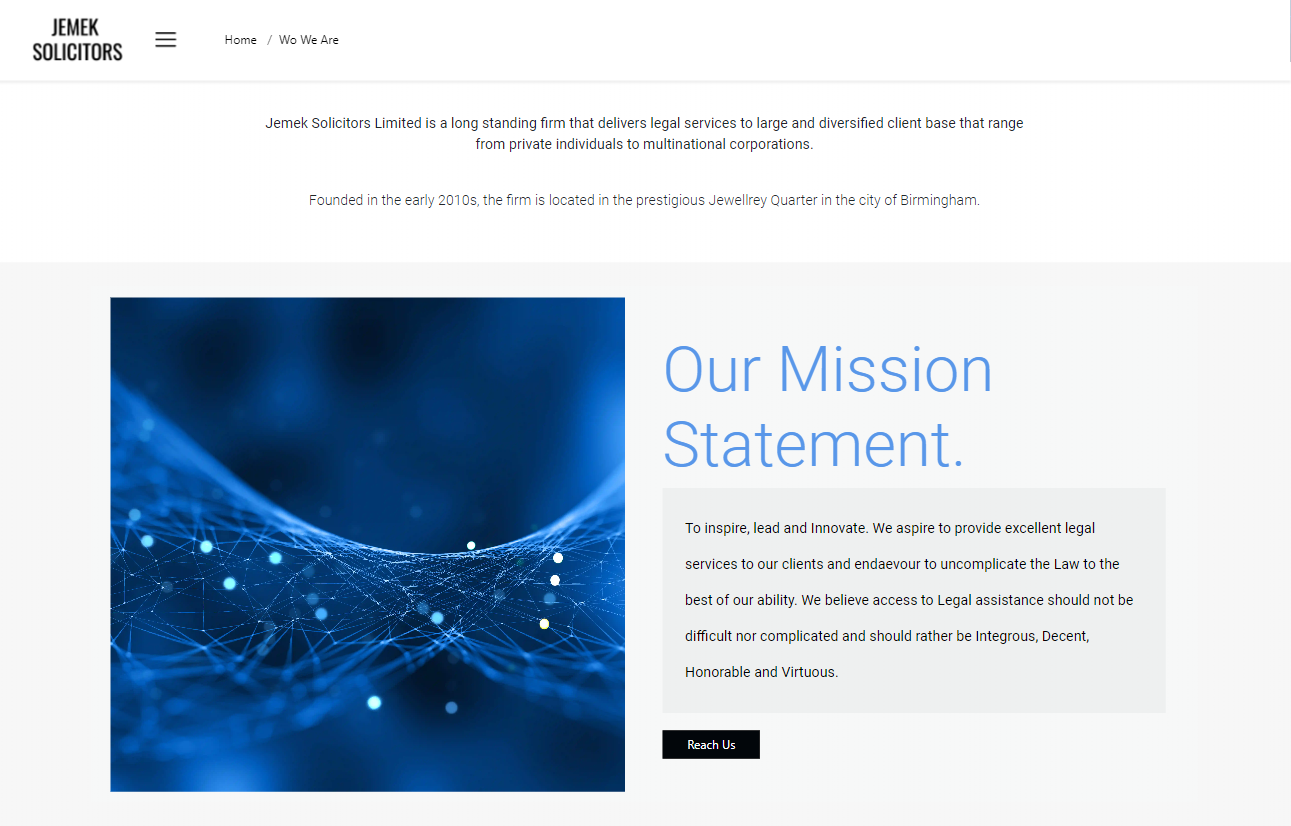 JEMEK
SOLICITORS
Home / Wo We Are
Jemek Solicitors Limited is a long standing firm that delivers legal services to large and diversified client base that range
from private individuals to multinational corporations.
Founded in the early 2010s, the firm is located in the prestigious Jewellrey Quarter in the city of Birmingham.
Our Mission
Statement.
To inspire, lead and Innovate. We aspire to provide excellent legal
services to our clients and endaevour to uncomplicate the Law to the
best of our ability. We believe access to Legal assistance should not be
difficult nor complicated and should rather be Integrous, Decent,
Honorable and Virtuous.
Reach Us